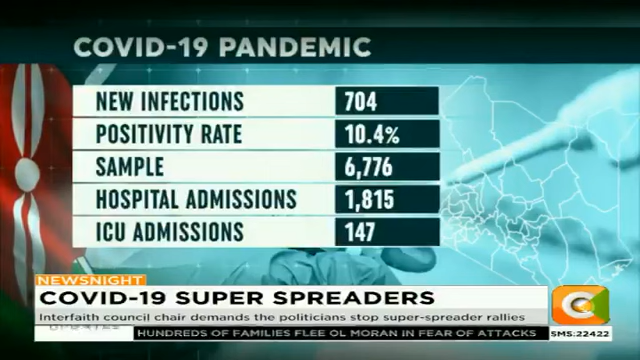 COVID-19 PANDEMIC
NEW INFECTIONS 704
POSITIVITY RATE 10.4%
SAMPLE 6,776
HOSPITAL ADMISSIONS 1,815
ICU ADMISSIONS 147
NEWSNIGHT
COVID-19 SUPER SPREADERS
Interfaith council chair demands the politicians stop super-spreader rallies
HUNDREDS OF FAMILIES FLEE OL MORAN IN FEAR OF ATTACKS
SMS:22422